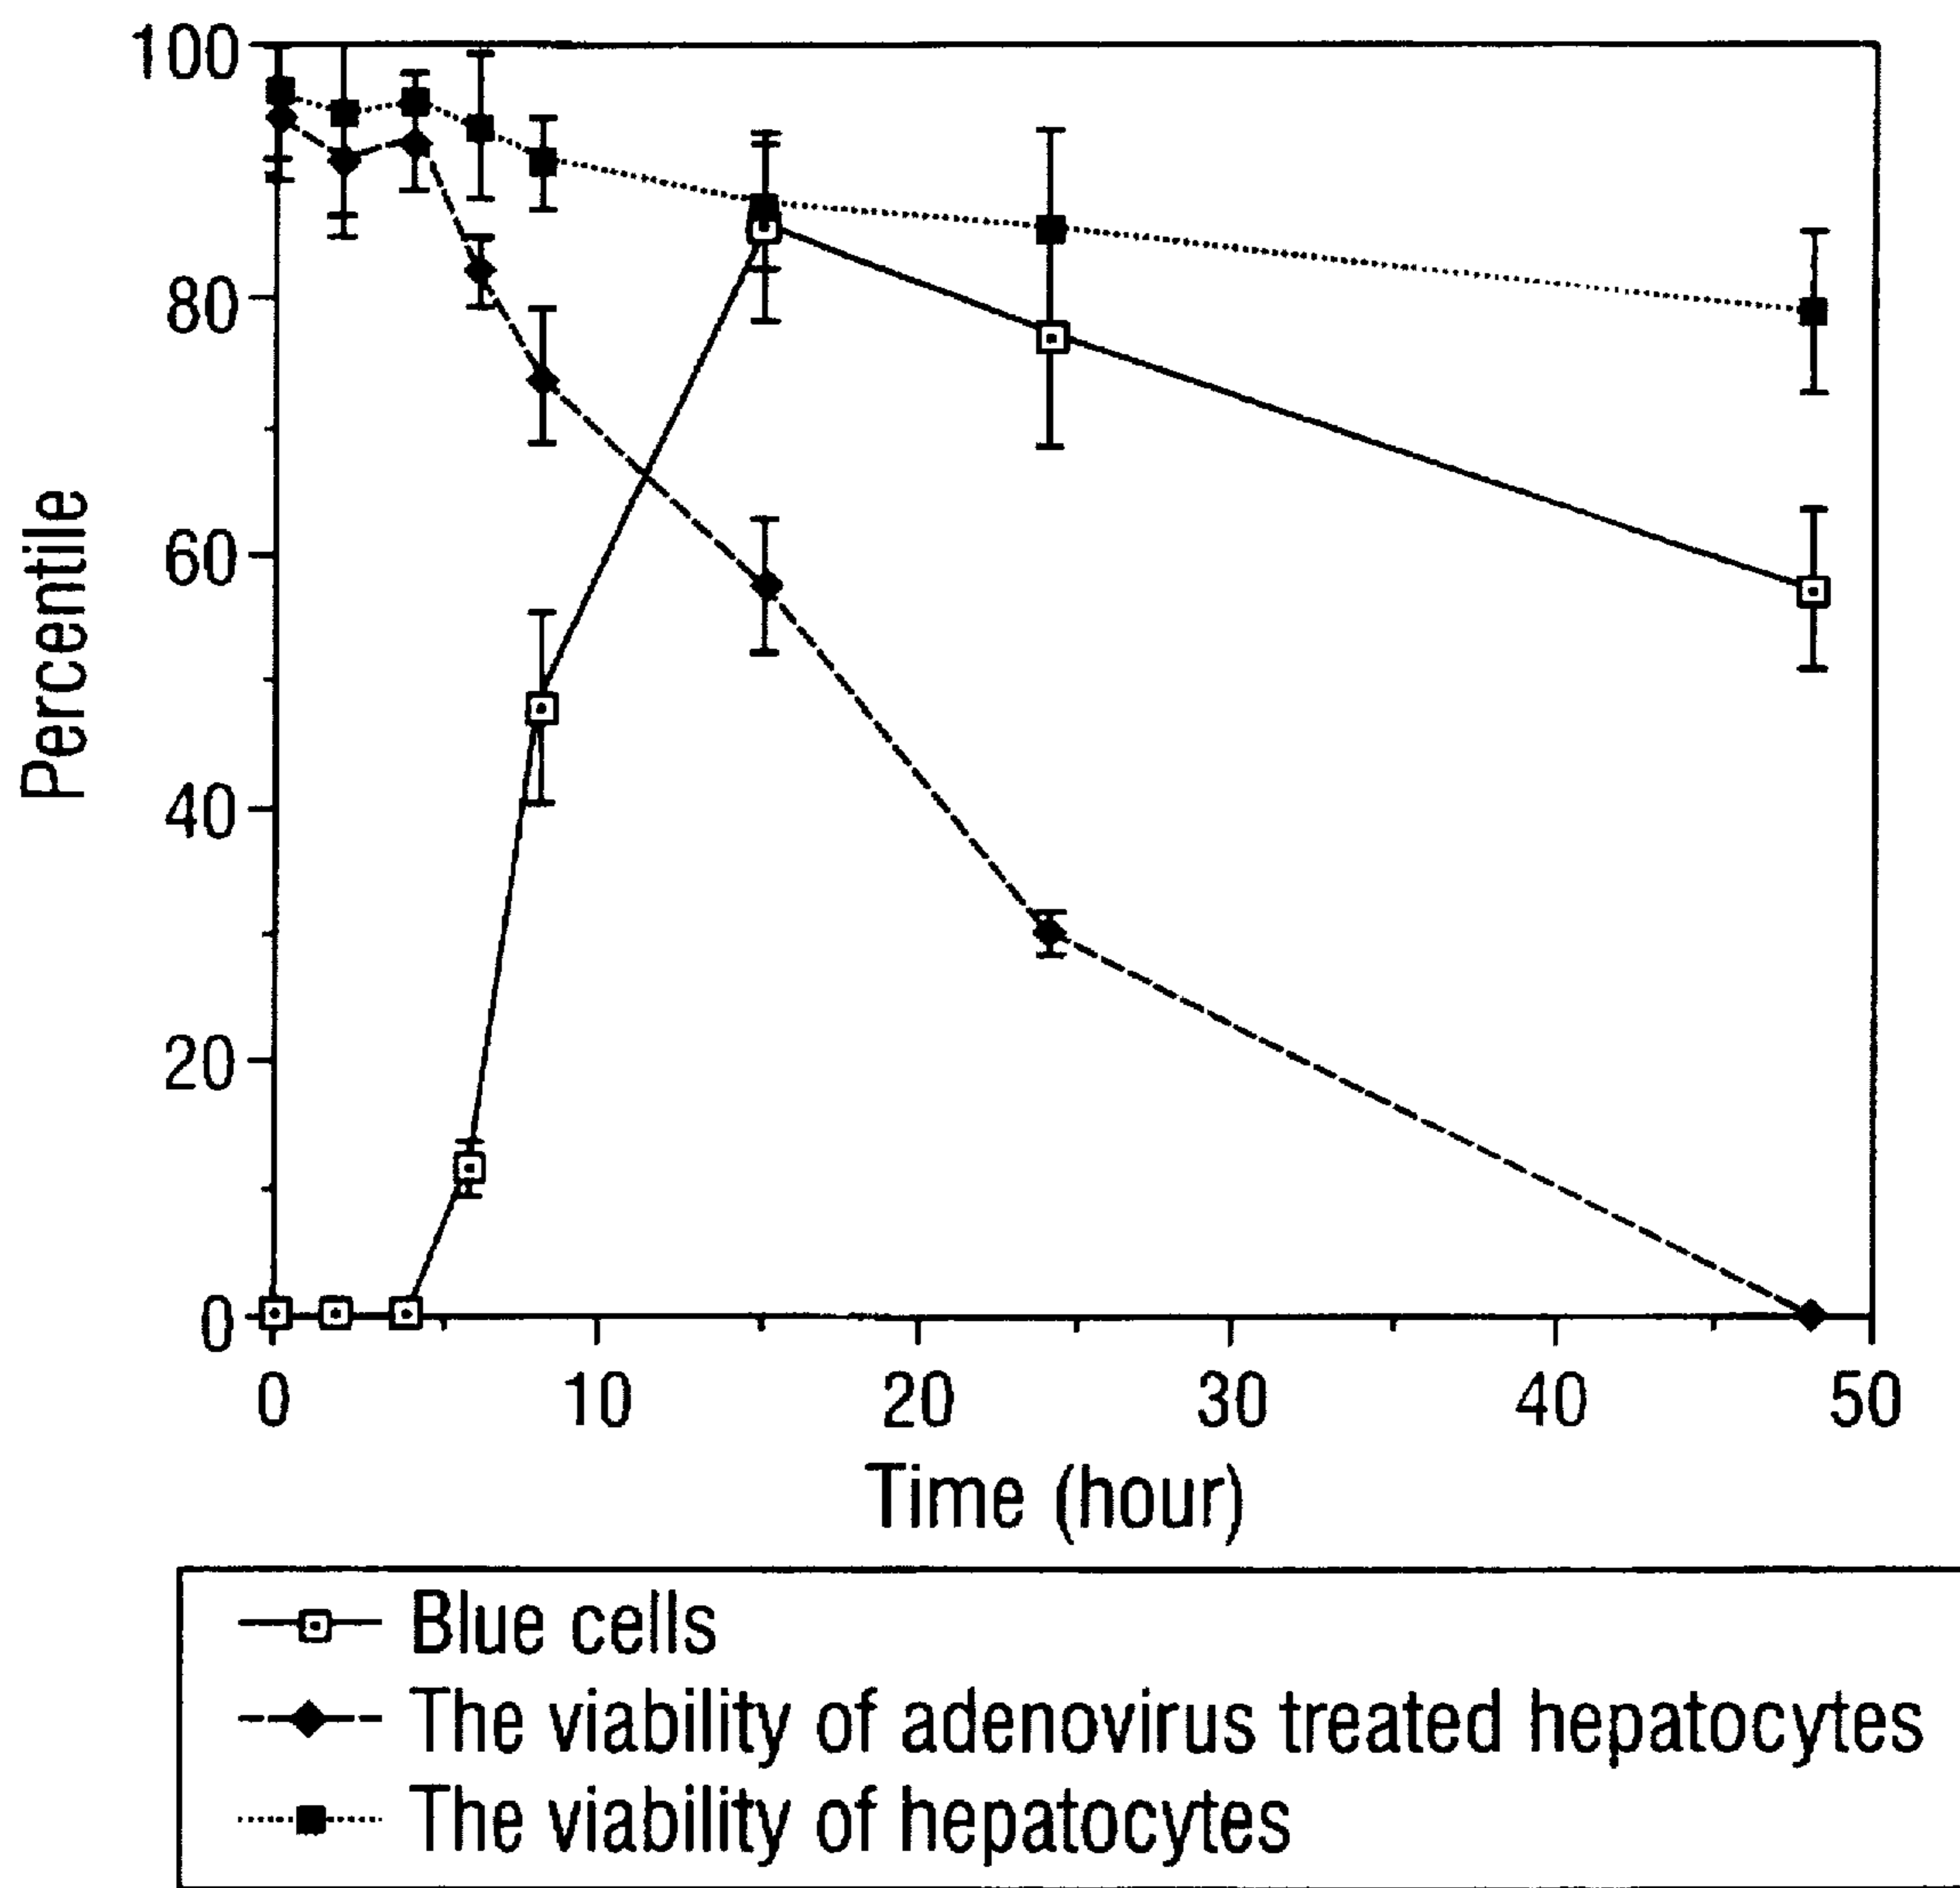 100
80
60
40
20
0
Percentile
0 10 20 30 40 50
Time (hour)
Blue cells
The viability of adenovirus treated hepatocytes
The viability of hepatocytes